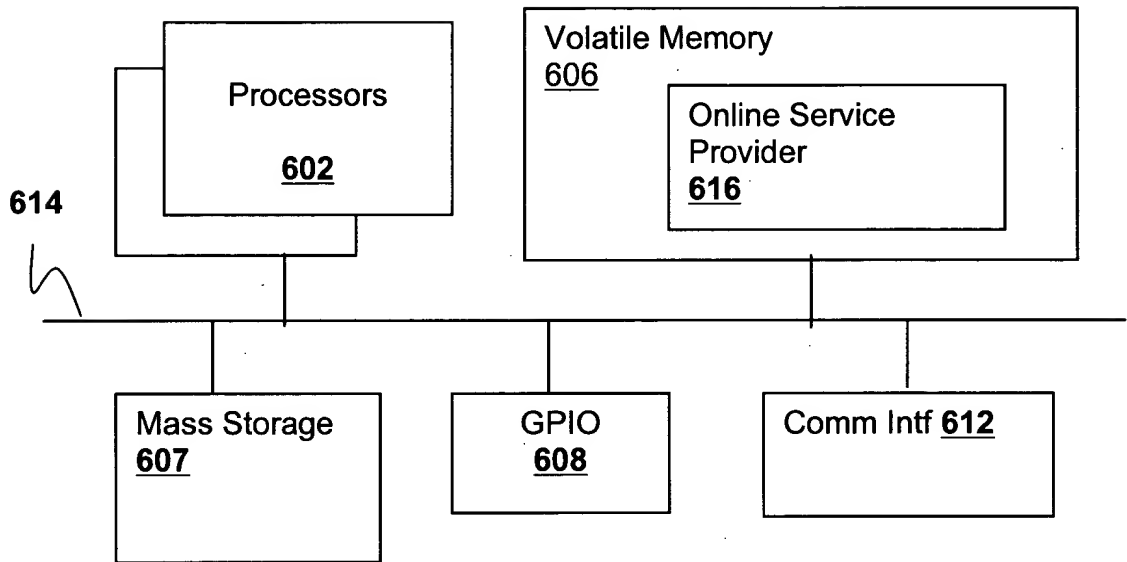 Processors
602
Volatile Memory
606
Online Service
Provider
616
614
Mass Storage
607
GPIO
608
Comm Intf 612